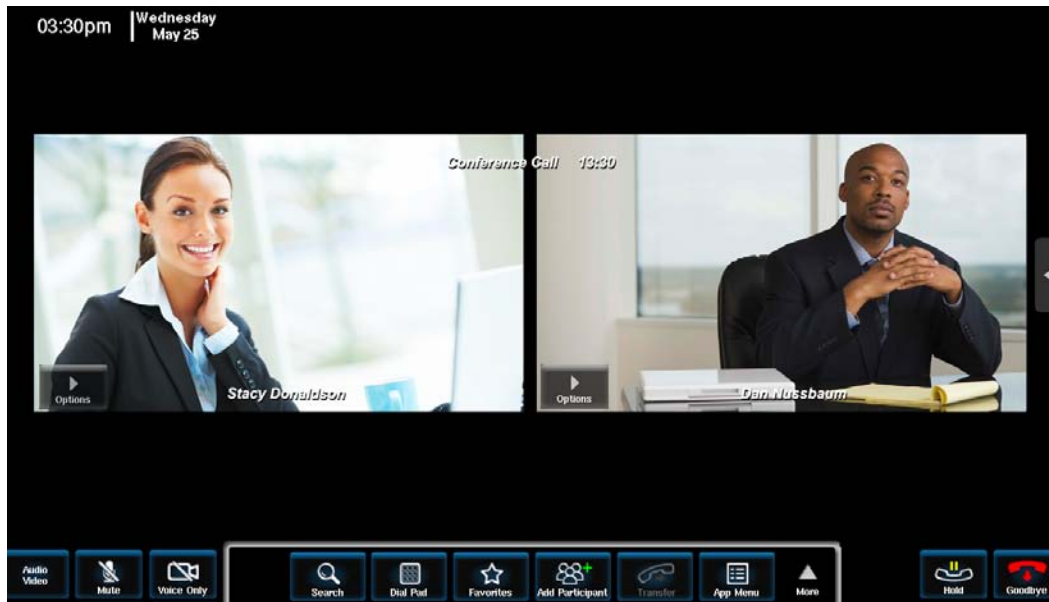 03:30pm
Wednesday
May 25
Conference Call 13:30
Options
Stacy Donaldson
Options
Dan Nussbaum
Audio
Video
Mute
Voice Only
Search
Dial Pad
Favorites
Add Participant
Transfer
App Menu
More
Hold
Goodbye